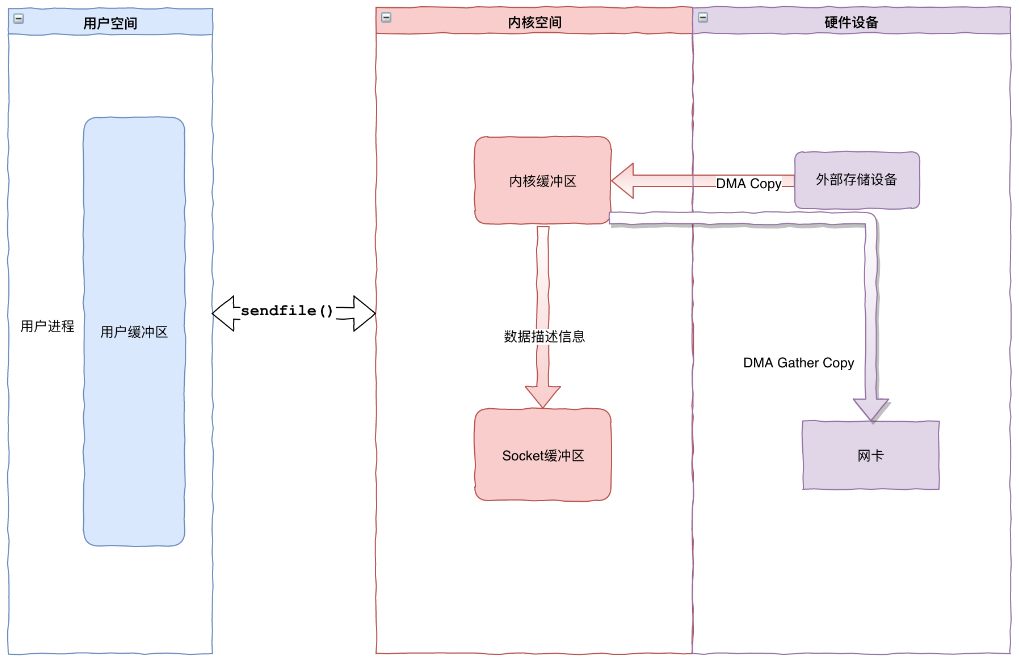 用户空间
内核空间
硬件设备
内核缓冲区
DMA Copy
外部存储设备
用户进程
用户缓冲区
sendfile()
数据描述信息
DMA Gather Copy
Socket缓冲区
网卡